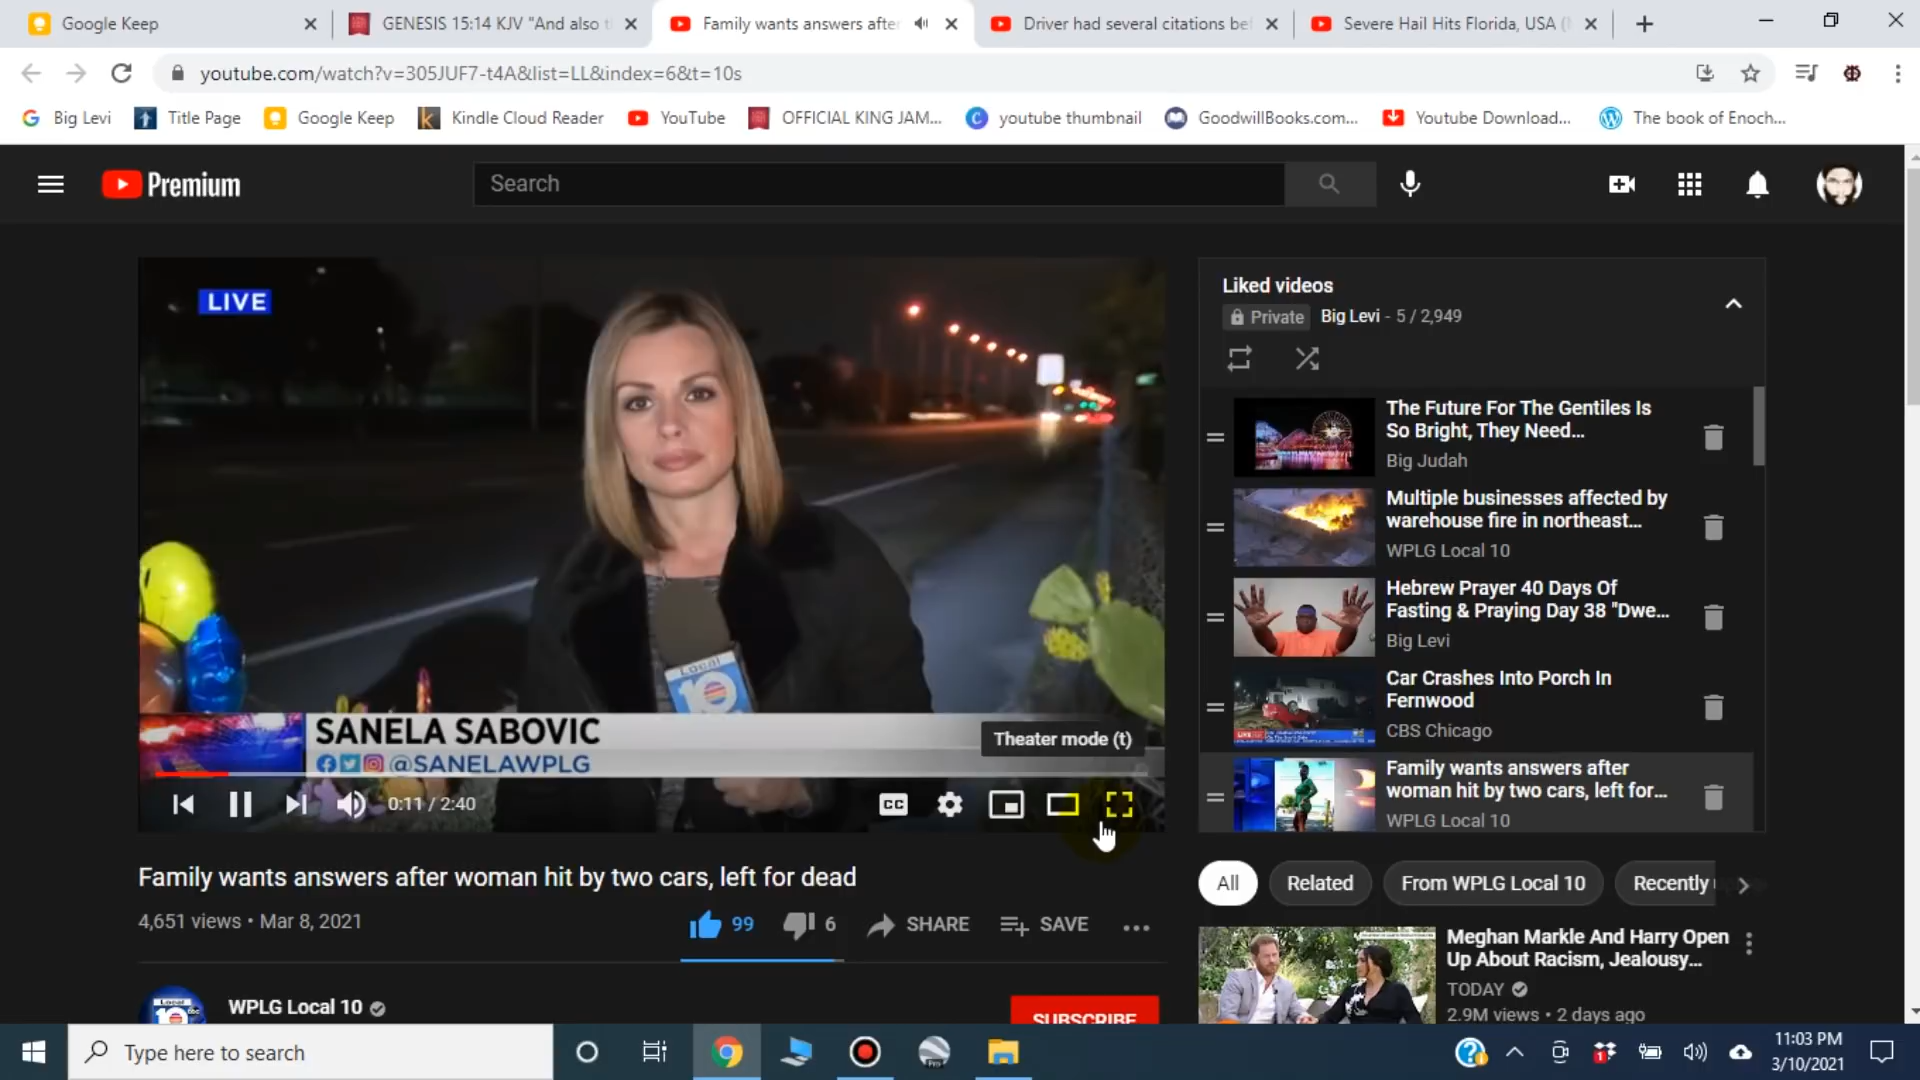 Google Keep
GENESIS 15:14 KJV "And also t
Family wants answers after
Driver had several citations be
Severe Hail Hits Florida, USA (
youtube.com/watch?v=305JUF7-t4A&list=LL&index=6&t=10s
Big Levi
Title Page
Google Keep
Kindle Cloud Reader
YouTube
OFFICIAL KING JAM...
youtube thumbnail
GoodwillBooks.com...
Youtube Download...
The book of Enoch...
Premium
Search
LIVE
Local
10
SANELA SABOVIC
@SANELAWPLG
Theater mode (t)
0:11 / 2:40
CC
Family wants answers after woman hit by two cars, left for dead
4,651 views • Mar 8, 2021
99
6
SHARE
SAVE
Local
10
WPLG Local 10
SUBSCRIBE
Liked videos
Private
Big Levi - 5 / 2,949
The Future For The Gentiles Is
So Bright, They Need...
Big Judah
Multiple businesses affected by
warehouse fire in northeast...
WPLG Local 10
Hebrew Prayer 40 Days Of
Fasting & Praying Day 38 "Dwe...
Big Levi
Car Crashes Into Porch In
Fernwood
CBS Chicago
Family wants answers after
woman hit by two cars, left for...
WPLG Local 10
All
Related
From WPLG Local 10
Recently
Meghan Markle And Harry Open
Up About Racism, Jealousy...
TODAY
2.9M views • 2 days ago
Type here to search
11:03 PM
3/10/2021